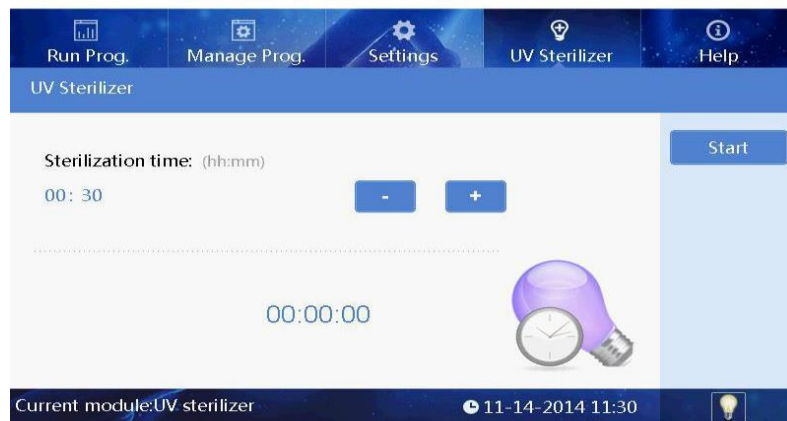 Run Prog. Manage Prog. Settings UV Sterilizer Help
UV Sterilizer
Sterilization time: (hh:mm)
Start
00: 30
- +
00:00:00
Current module:UV sterilizer 11-14-2014 11:30